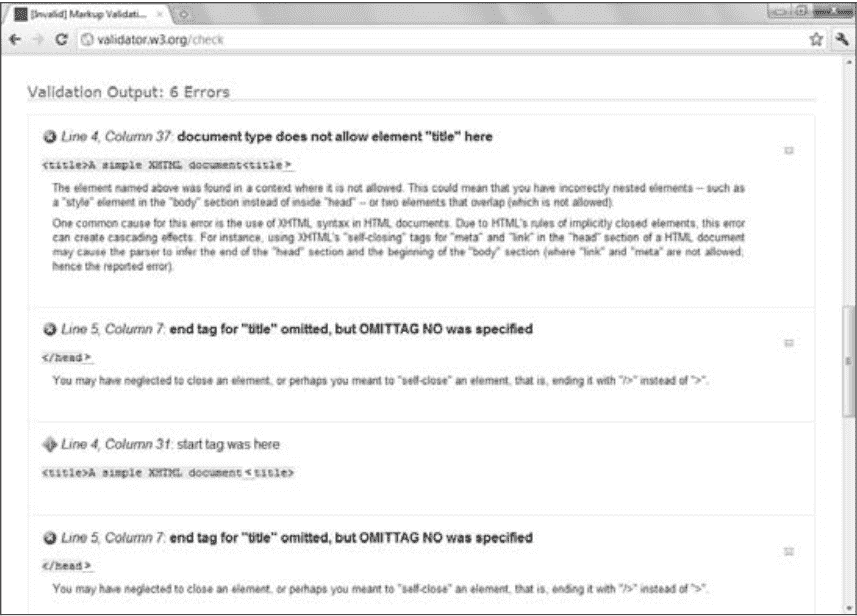 [Invalid] Markup Validati...
validator.w3.org/check
Validation Output: 6 Errors
Line 4, Column 37: document type does not allow element "title" here
<title>A simple XHTML document<title>
The element named above was found in a context where it is not allowed. This could mean that you have incorrectly nested elements -- such as
a "style" element in the "body" section instead of inside "head" -- or two elements that overlap (which is not allowed).
One common cause for this error is the use of XHTML syntax in HTML documents. Due to HTML's rules of implicitly closed elements, this error
can create cascading effects. For instance, using XHTML's "self-closing" tags for "meta" and "link" in the "head" section of a HTML document
may cause the parser to infer the end of the "head" section and the beginning of the "body" section (where "link" and "meta" are not allowed;
hence the reported error).
Line 5, Column 7: end tag for "title" omitted, but OMITTAG NO was specified
</head>
You may have neglected to close an element, or perhaps you meant to "self-close" an element, that is, ending it with "/>" instead of ">".
Line 4, Column 31: start tag was here
<title>A simple XHTML document<title>
Line 5, Column 7: end tag for "title" omitted, but OMITTAG NO was specified
</head>
You may have neglected to close an element, or perhaps you meant to "self-close" an element, that is, ending it with "/>" instead of ">".